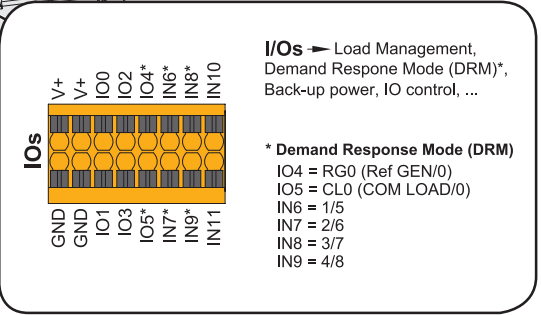 V+ V+ IO0 IO2 IO4* IN6* IN8* IN10
IOs
GND GND IO1 IO3 IO5* IN7* IN9* IN11
I/Os → Load Management,
Demand Respone Mode (DRM)*,
Back-up power, IO control, ...
* Demand Response Mode (DRM)
IO4 = RG0 (Ref GEN/0)
IO5 = CL0 (COM LOAD/0)
IN6 = 1/5
IN7 = 2/6
IN8 = 3/7
IN9 = 4/8